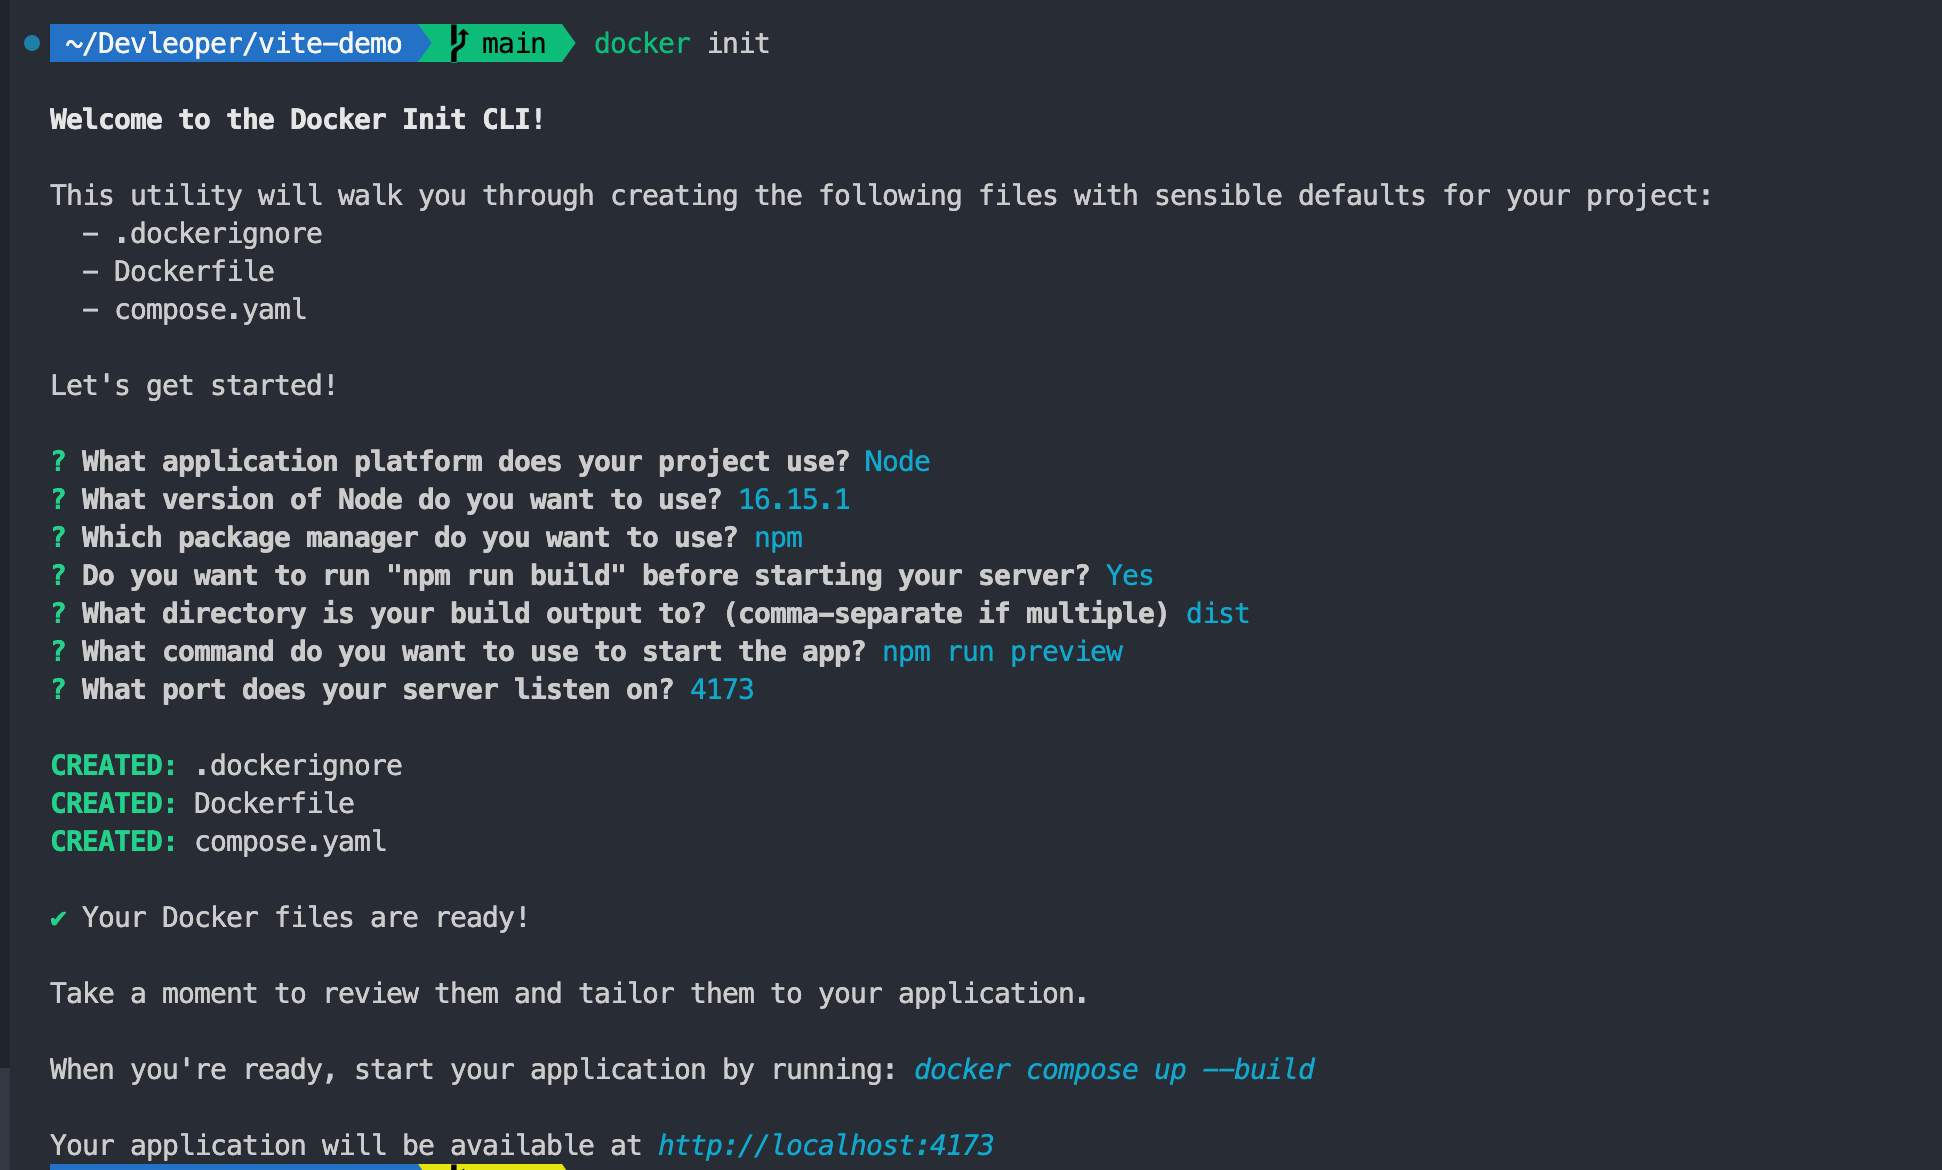 ~/Devleoper/vite-demo main docker init
Welcome to the Docker Init CLI!
This utility will walk you through creating the following files with sensible defaults for your project:
- .dockerignore
- Dockerfile
- compose.yaml
Let's get started!
? What application platform does your project use? Node
? What version of Node do you want to use? 16.15.1
? Which package manager do you want to use? npm
? Do you want to run "npm run build" before starting your server? Yes
? What directory is your build output to? (comma-separate if multiple) dist
? What command do you want to use to start the app? npm run preview
? What port does your server listen on? 4173
CREATED: .dockerignore
CREATED: Dockerfile
CREATED: compose.yaml
✔ Your Docker files are ready!
Take a moment to review them and tailor them to your application.
When you're ready, start your application by running: docker compose up --build
Your application will be available at http://localhost:4173